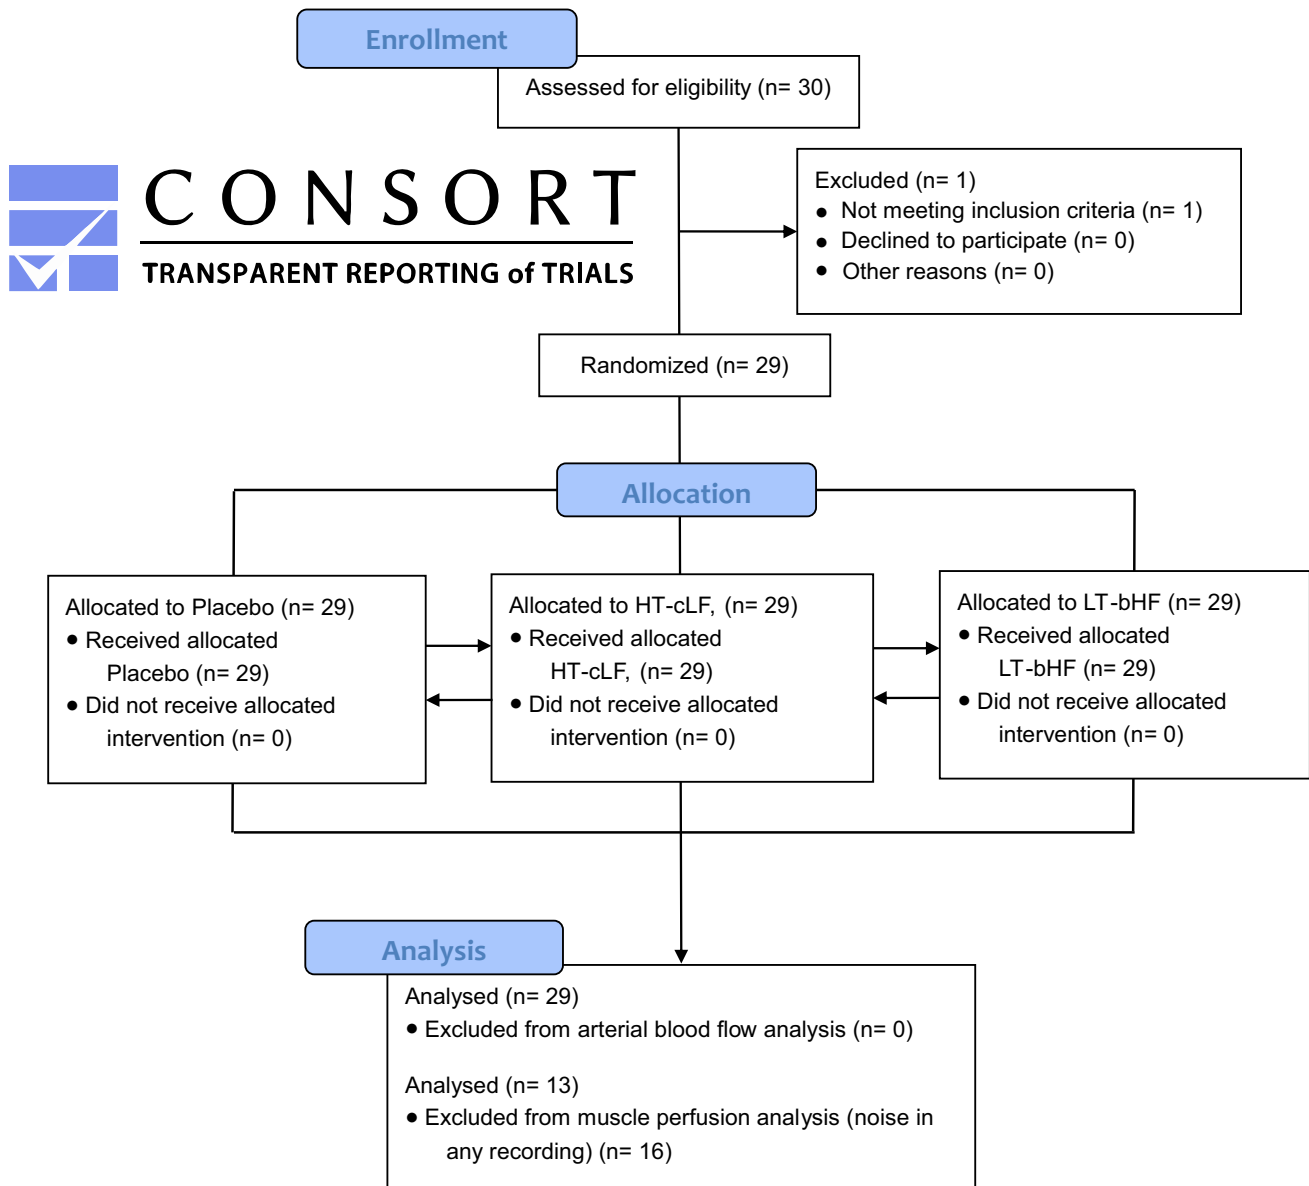 Enrollment
Assessed for eligibility (n= 30)
CONSORT
TRANSPARENT REPORTING of TRIALS
Excluded (n= 1)
● Not meeting inclusion criteria (n= 1)
● Declined to participate (n= 0)
● Other reasons (n= 0)
Randomized (n= 29)
Allocation
Allocated to Placebo (n= 29)
● Received allocated
Placebo (n= 29)
● Did not receive allocated
intervention (n= 0)
Allocated to HT-cLF, (n= 29)
● Received allocated
HT-cLF, (n= 29)
● Did not receive allocated
intervention (n= 0)
Allocated to LT-bHF (n= 29)
● Received allocated
LT-bHF (n= 29)
● Did not receive allocated
intervention (n= 0)
Analysis
Analysed (n= 29)
● Excluded from arterial blood flow analysis (n= 0)
Analysed (n= 13)
● Excluded from muscle perfusion analysis (noise in
any recording) (n= 16)